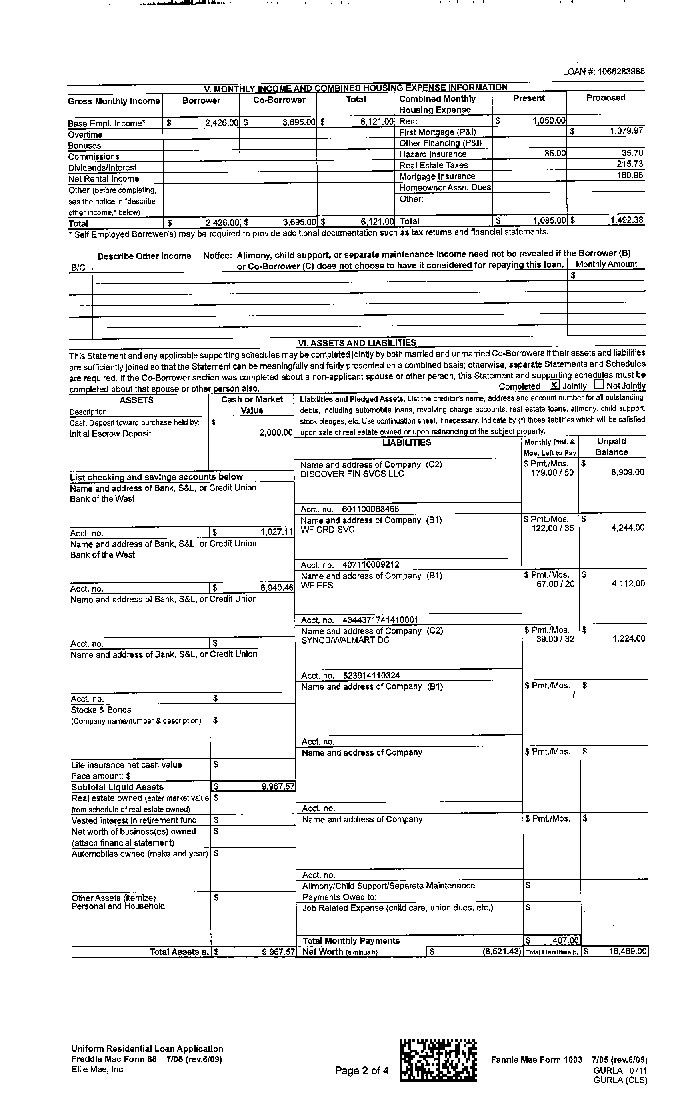 LOAN #: 1066283986
V. MONTHLY INCOME AND COMBINED HOUSING EXPENSE INFORMATION
Gross Monthly Income Borrower Co-Borrower Total Combined Monthly Housing Expense Present Proposed
Base Empl. Income* $ 2,426.00 $ 3,695.00 $ 6,121.00 Rent $ 1,050.00
Overtime First Mortgage (P&I) $ 1,079.97
Bonuses Other Financing (P&I)
Commissions Hazard Insurance 35.00 35.70
Dividends/Interest Real Estate Taxes 215.73
Net Rental Income Mortgage Insurance 160.98
Other (before completing, Homeowner Assn. Dues
see the notice in "describe Other:
other income," below)
Total $ 2,426.00 $ 3,695.00 $ 6,121.00 Total $ 1,085.00 $ 1,492.38
* Self Employed Borrower(s) may be required to provide additional documentation such as tax returns and financial statements.
Describe Other Income Notice: Alimony, child support, or separate maintenance income need not be revealed if the Borrower (B)
B/C or Co-Borrower (C) does not choose to have it considered for repaying this loan. Monthly Amount
$
VI. ASSETS AND LIABILITIES
This Statement and any applicable supporting schedules may be completed jointly by both married and unmarried Co-Borrowers if their assets and liabilities
are sufficiently joined so that the Statement can be meaningfully and fairly presented on a combined basis; otherwise, separate Statements and Schedules
are required. If the Co-Borrower section was completed about a non-applicant spouse or other person, this Statement and supporting schedules must be
completed about that spouse or other person also. Completed X Jointly Not Jointly
ASSETS Cash or Market Value
Description
Cash Deposit toward purchase held by: $
Initial Escrow Deposit 2,000.00
Liabilities and Pledged Assets. List the creditor's name, address and account number for all outstanding
debts, including automobile loans, revolving charge accounts, real estate loans, alimony, child support,
stock pledges, etc. Use continuation sheet, if necessary. Indicate by (*) those liabilities which will be satisfied
upon sale of real estate owned or upon refinancing of the subject property.
LIABILITIES Monthly Pmt. & Mos. Left to Pay Unpaid Balance
List checking and savings accounts below
Name and address of Bank, S&L, or Credit Union
Bank of the West
Acct. no. $ 1,027.11
Name and address of Bank, S&L, or Credit Union
Bank of the West
Acct. no. $ 6,940.46
Name and address of Bank, S&L, or Credit Union
Acct. no. $
Name and address of Bank, S&L, or Credit Union
Acct. no. $
Stocks & Bonds
(Company name/number & description) $
Life insurance net cash value $
Face amount: $
Subtotal Liquid Assets $ 9,967.57
Real estate owned (enter market value $
from schedule of real estate owned)
Vested interest in retirement fund $
Net worth of business(es) owned $
(attach financial statement)
Automobiles owned (make and year) $
Other Assets (itemize) $
Personal and Household
Total Assets a. $ 9,967.57
Name and address of Company (C2) $ Pmt./Mos. $
DISCOVER FIN SVCS LLC 179.00 / 50 8,909.00
Acct. no. 601100068466
Name and address of Company (B1) $ Pmt./Mos. $
WF CRD SVC 122.00 / 35 4,244.00
Acct. no. 407110009212
Name and address of Company (B1) $ Pmt./Mos. $
67.00 / 20 4,112.00
Acct. no. 4344371741410001
Name and address of Company (C2) $ Pmt./Mos. $
SYNCB/WALMART DC 39.00 / 32 1,224.00
Acct. no. 523914110324
Name and address of Company (B1) $ Pmt./Mos. $
/
Acct. no.
Name and address of Company $ Pmt./Mos. $
Acct. no.
Name and address of Company $ Pmt./Mos. $
Acct. no.
Alimony/Child Support/Separate Maintenance $
Payments Owed to:
Job Related Expense (child care, union dues, etc.) $
Total Monthly Payments $ 407.00
Net Worth (a minus b) $ (8,521.43) Total Liabilities b. $ 18,489.00
Uniform Residential Loan Application
Freddie Mac Form 65 7/05 (rev.6/09)
Ellie Mae, Inc.
Page 2 of 4
Fannie Mae Form 1003 7/05 (rev.6/09)
GURLA 0711
GURLA (CLS)